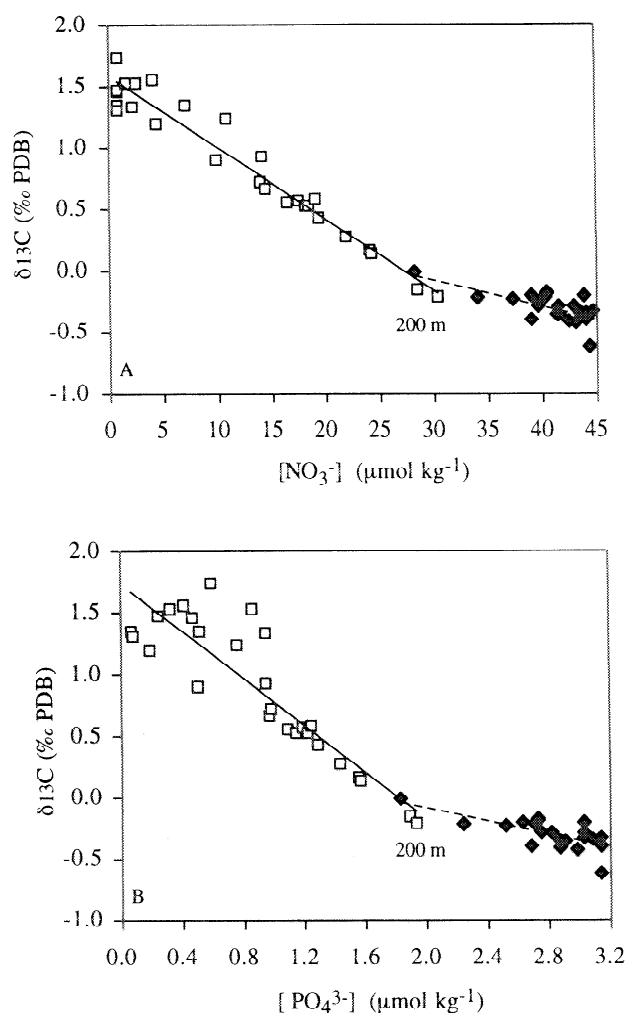 2.0
1.5
1.0
0.5
0.0
-0.5
-1.0
δ13C (‰ PDB)
200 m
A
0 5 10 15 20 25 30 35 40 45
[NO3-] (µmol kg-1)
2.0
1.5
1.0
0.5
0.0
-0.5
-1.0
δ13C (‰ PDB)
200 m
B
0.0 0.4 0.8 1.2 1.6 2.0 2.4 2.8 3.2
[ PO4 3-] (µmol kg-1)